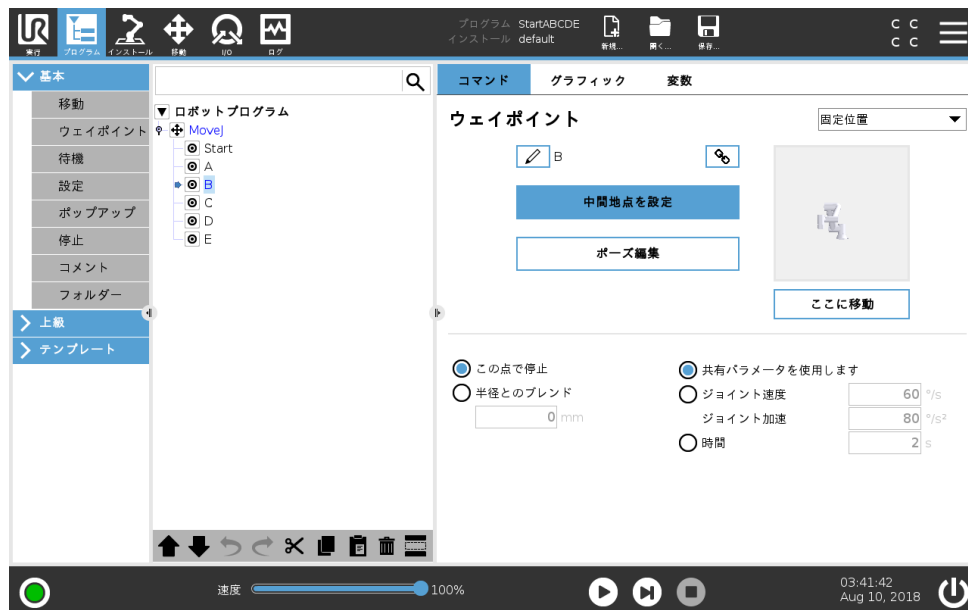 UR
実行
プログラム
インストール
移動
I/O
ログ
プログラム StartABCDE
インストール default
新規...
開く...
保存...
C C
C C
基本
移動
ウェイポイント
待機
設定
ポップアップ
停止
コメント
フォルダー
上級
テンプレート
ロボットプログラム
MoveJ
Start
A
B
C
D
E
コマンド
グラフィック
変数
ウェイポイント
固定位置
B
中間地点を設定
ポーズ編集
ここに移動
この点で停止
半径とのブレンド
0 mm
共有パラメータを使用します
ジョイント速度 60 °/s
ジョイント加速 80 °/s²
時間 2 s
速度 100%
03:41:42
Aug 10, 2018